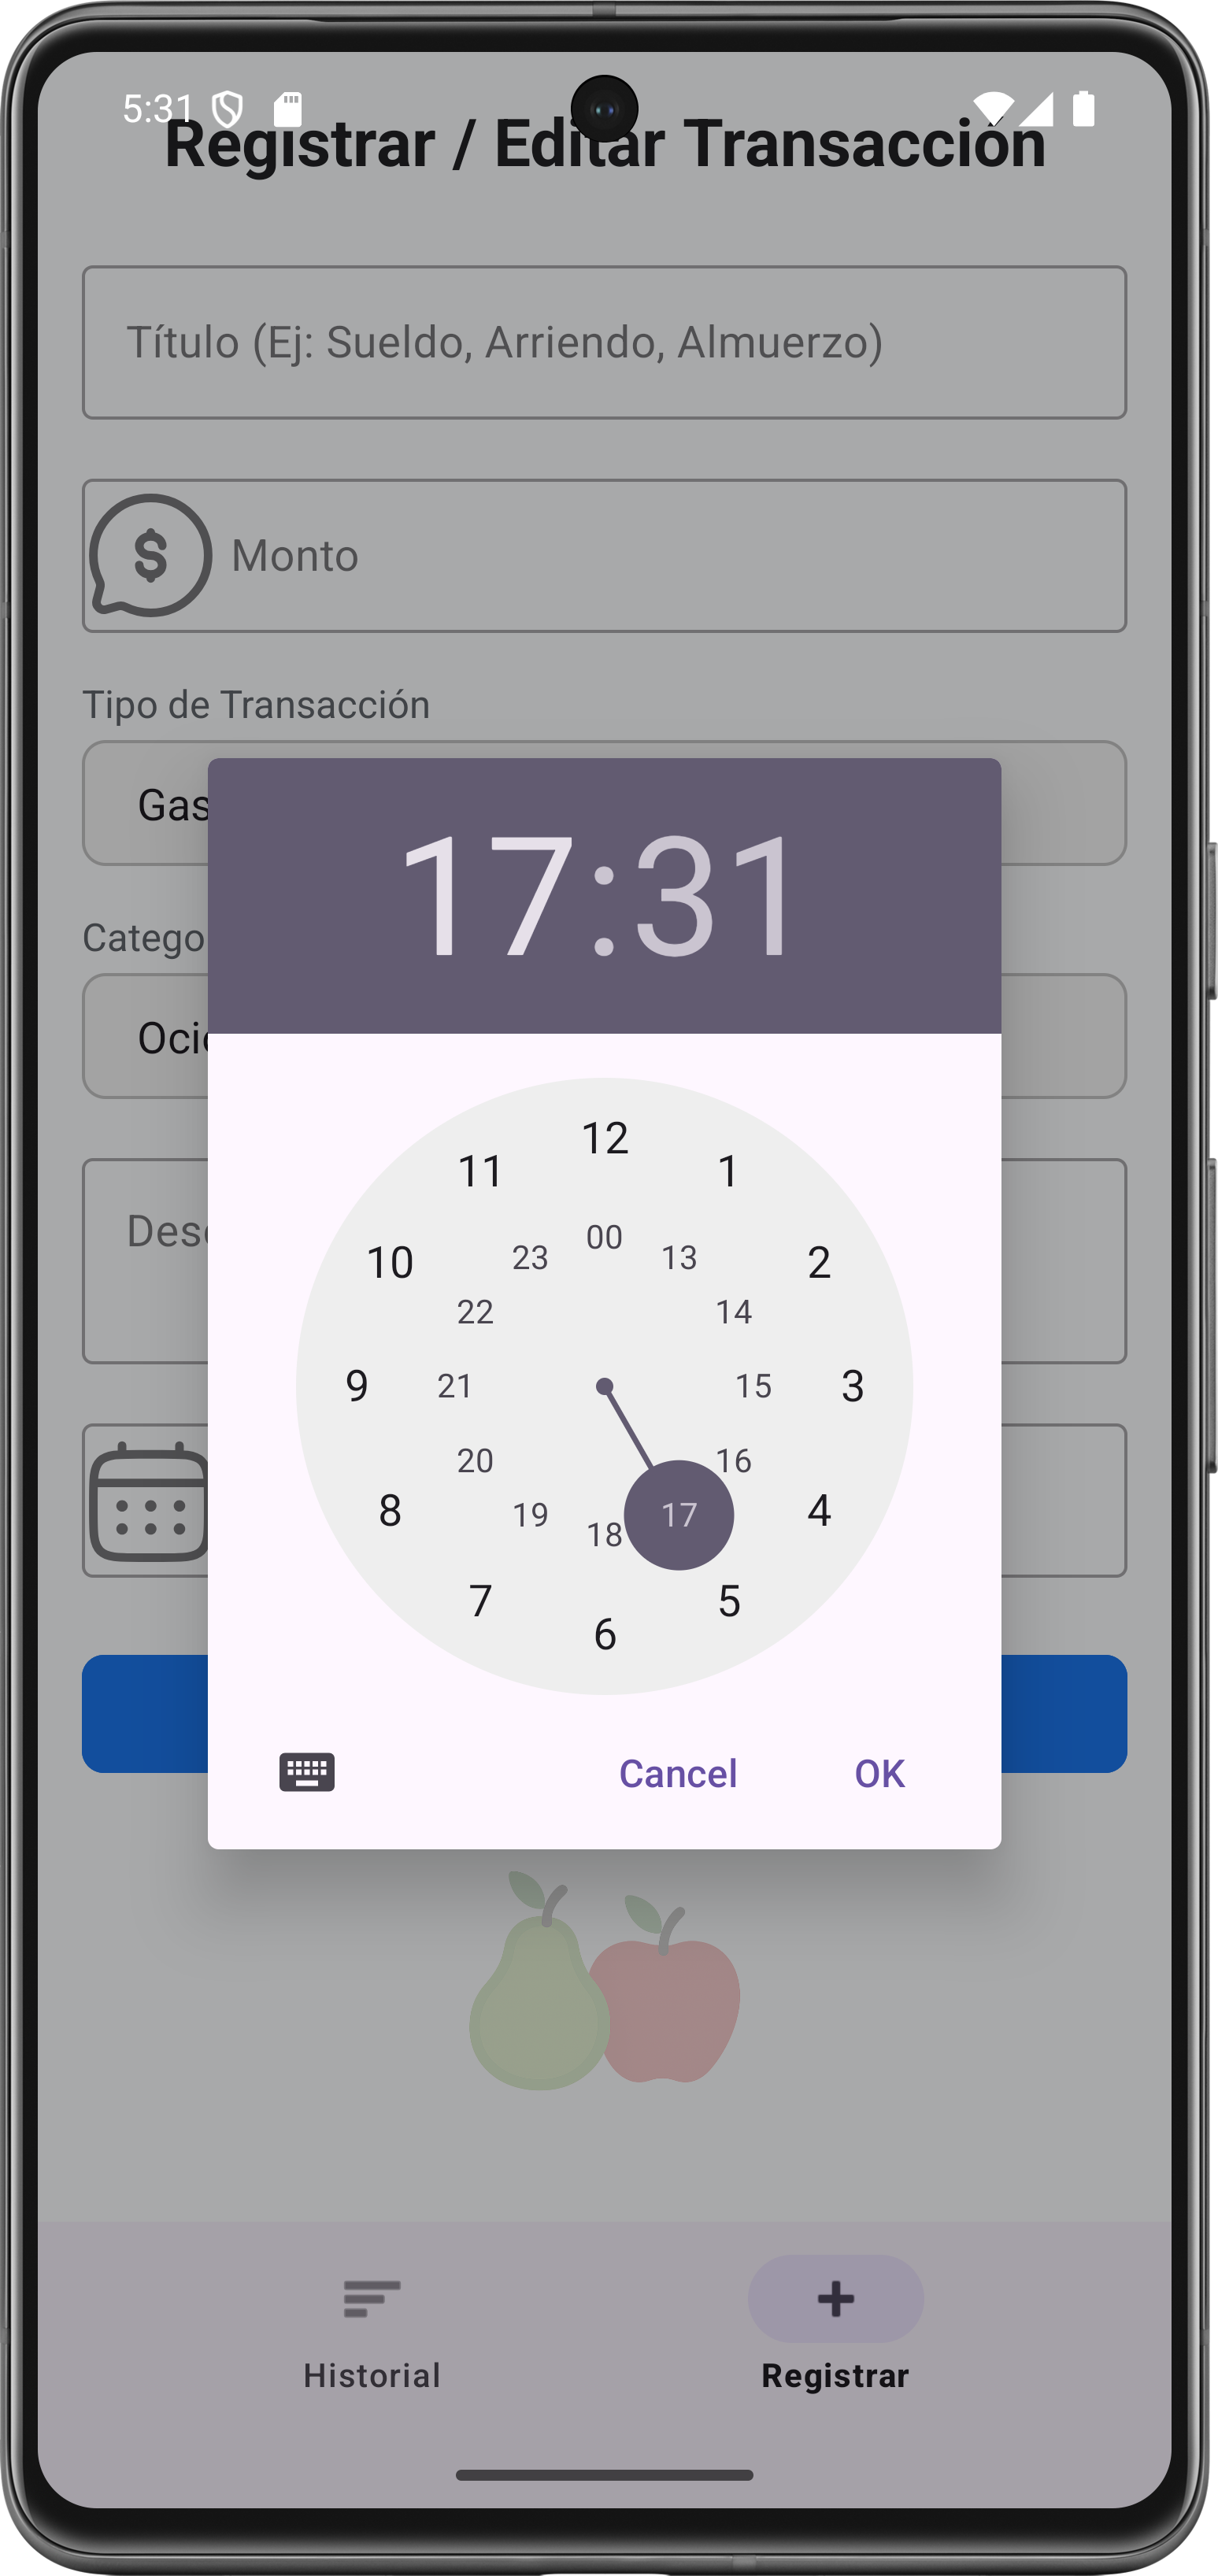 5:31
Registrar / Editar Transacción
Título (Ej: Sueldo, Arriendo, Almuerzo)
$ Monto
Tipo de Transacción
Gas
17:31
Catego
Ocio
Desc
12
11 1
00
23 13
10 2
22 14
9 21 15 3
20 16
8 4
19 17
18
7 5
6
Cancel OK
Historial Registrar